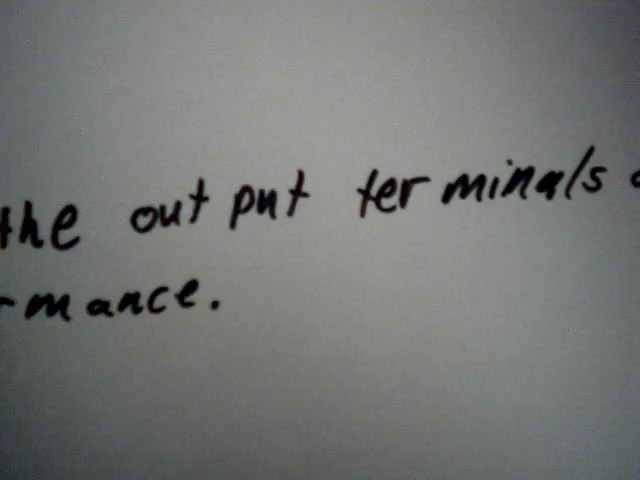 the output terminals
mance.